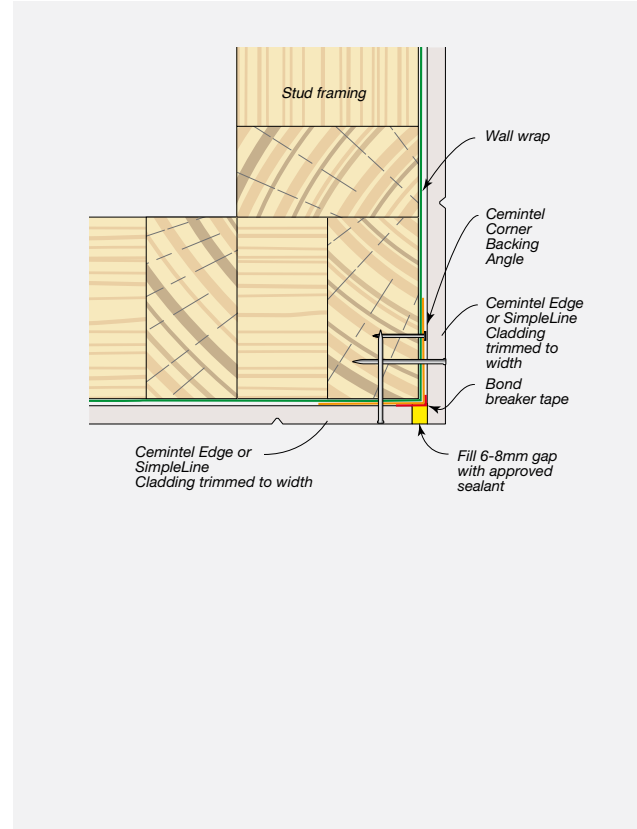 Stud framing
Wall wrap
Cemintel
Corner
Backing
Angle
Cemintel Edge
or SimpleLine
Cladding
trimmed to
width
Bond
breaker tape
Cemintel Edge or
SimpleLine
Cladding trimmed to width
Fill 6-8mm gap
with approved
sealant